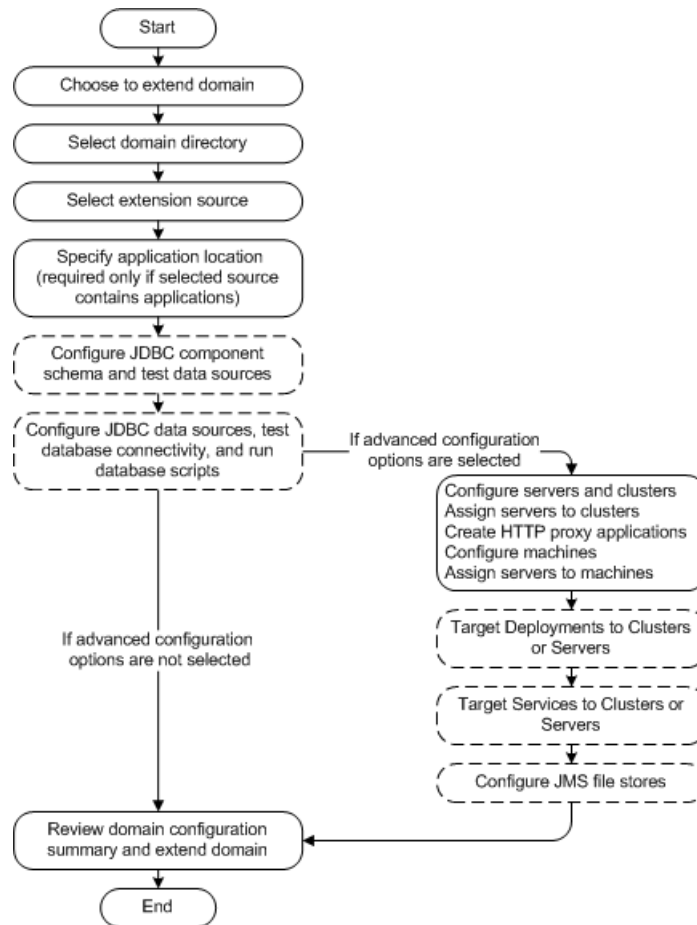 Start
Choose to extend domain
Select domain directory
Select extension source
Specify application location
(required only if selected source
contains applications)
Configure JDBC component
schema and test data sources
Configure JDBC data sources, test
database connectivity, and run
database scripts
If advanced configuration
options are selected
Configure servers and clusters
Assign servers to clusters
Create HTTP proxy applications
Configure machines
Assign servers to machines
Target Deployments to Clusters
or Servers
Target Services to Clusters or
Servers
Configure JMS file stores
If advanced configuration
options are not selected
Review domain configuration
summary and extend domain
End